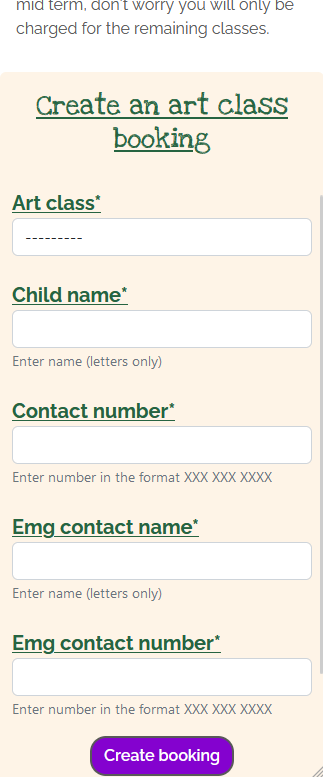 mid term, don't worry you will only be
charged for the remaining classes.
Create an art class
booking
Art class*
---------
Child name*
Enter name (letters only)
Contact number*
Enter number in the format XXX XXX XXXX
Emg contact name*
Enter name (letters only)
Emg contact number*
Enter number in the format XXX XXX XXXX
Create booking